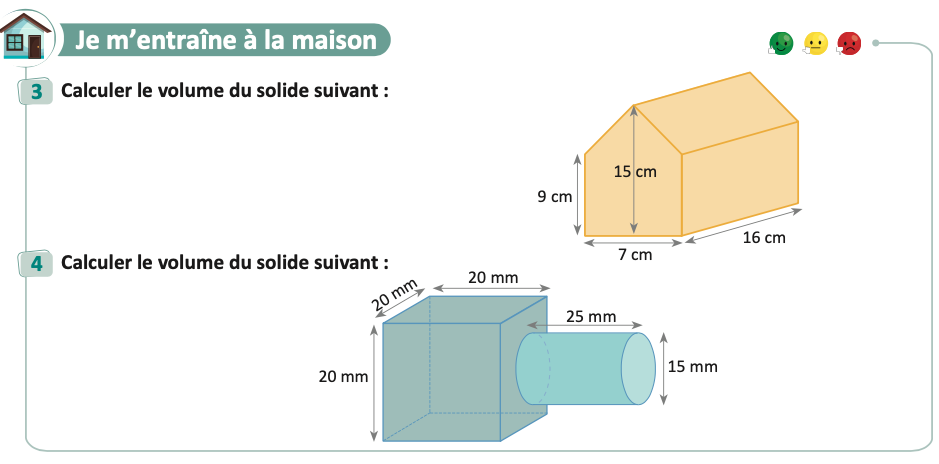 Je m'entraîne à la maison
3 Calculer le volume du solide suivant :
15 cm
9 cm
16 cm
7 cm
4 Calculer le volume du solide suivant :
20 mm
20 mm
25 mm
20 mm
15 mm